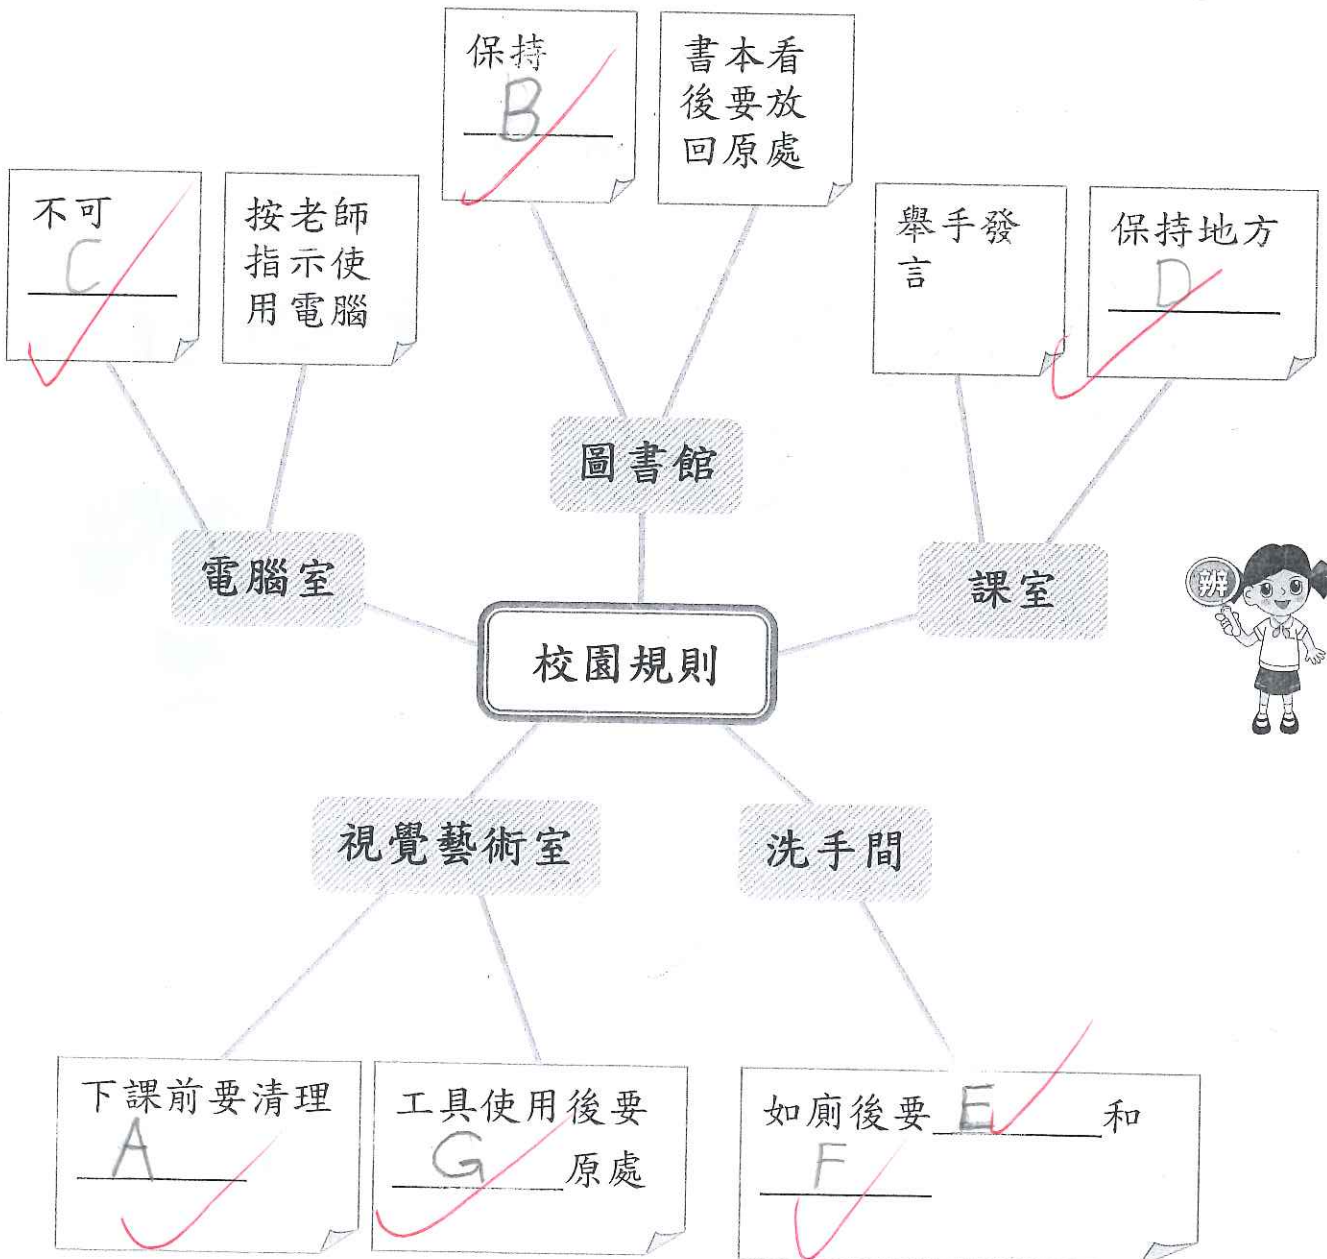 保持
B
書本看
後要放
回原處
不可
C
按老師
指示使
用電腦
舉手發
言
保持地方
D
圖書館
電腦室
課室
辨
校園規則
視覺藝術室
洗手間
下課前要清理
A
工具使用後要
G 原處
如廁後要 E 和
F